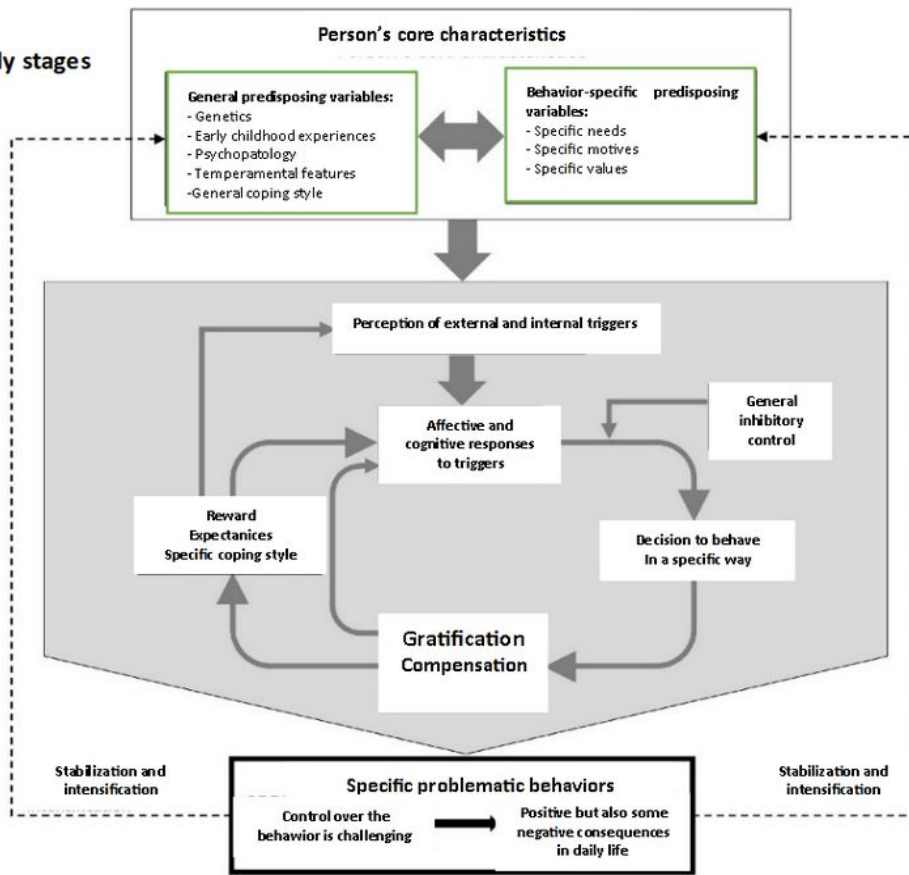 ly stages
Person's core characteristics
General predisposing variables:
- Genetics
- Early childhood experiences
- Psychopatology
- Temperamental features
-General coping style
Behavior-specific predisposing
variables:
- Specific needs
- Specific motives
- Specific values
Perception of external and internal triggers
Affective and
cognitive responses
to triggers
General
inhibitory
control
Reward
Expectanices
Specific coping style
Decision to behave
In a specific way
Gratification
Compensation
Stabilization and
intensification
Stabilization and
intensification
Specific problematic behaviors
Control over the
behawior is challenging
Positive but also some
negative consequences
in daily life